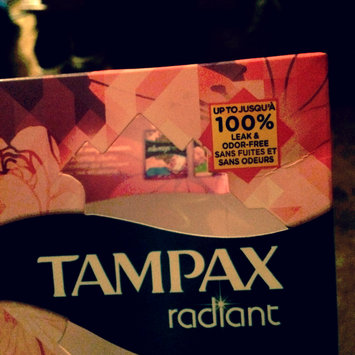 UP TO/JUSQU'À
100%
LEAK &
ODOR-FREE
SANS FUITES ET
SANS ODEURS
TAMPAX
radiant